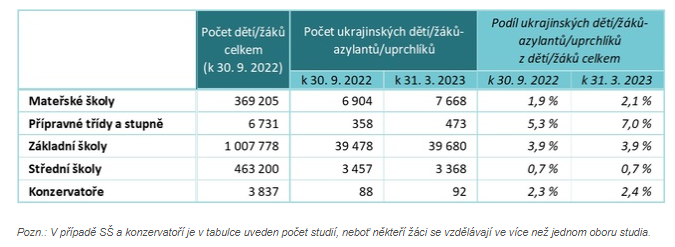 Počet dětí/žáků celkem (k 30. 9. 2022) Počet ukrajinských dětí/žáků-azylantů/uprchlíků Podíl ukrajinských dětí/žáků-azylantů/uprchlíků z dětí/žáků celkem
k 30. 9. 2022 k 31. 3. 2023 k 30. 9. 2022 k 31. 3. 2023
Mateřské školy 369 205 6 904 7 668 1,9 % 2,1 %
Přípravné třídy a stupně 6 731 358 473 5,3 % 7,0 %
Základní školy 1 007 778 39 478 39 680 3,9 % 3,9 %
Střední školy 463 200 3 457 3 368 0,7 % 0,7 %
Konzervatoře 3 837 88 92 2,3 % 2,4 %
Pozn.: V případě SŠ a konzervatoří je v tabulce uveden počet studií, neboť někteří žáci se vzdělávají ve více než jednom oboru studia.